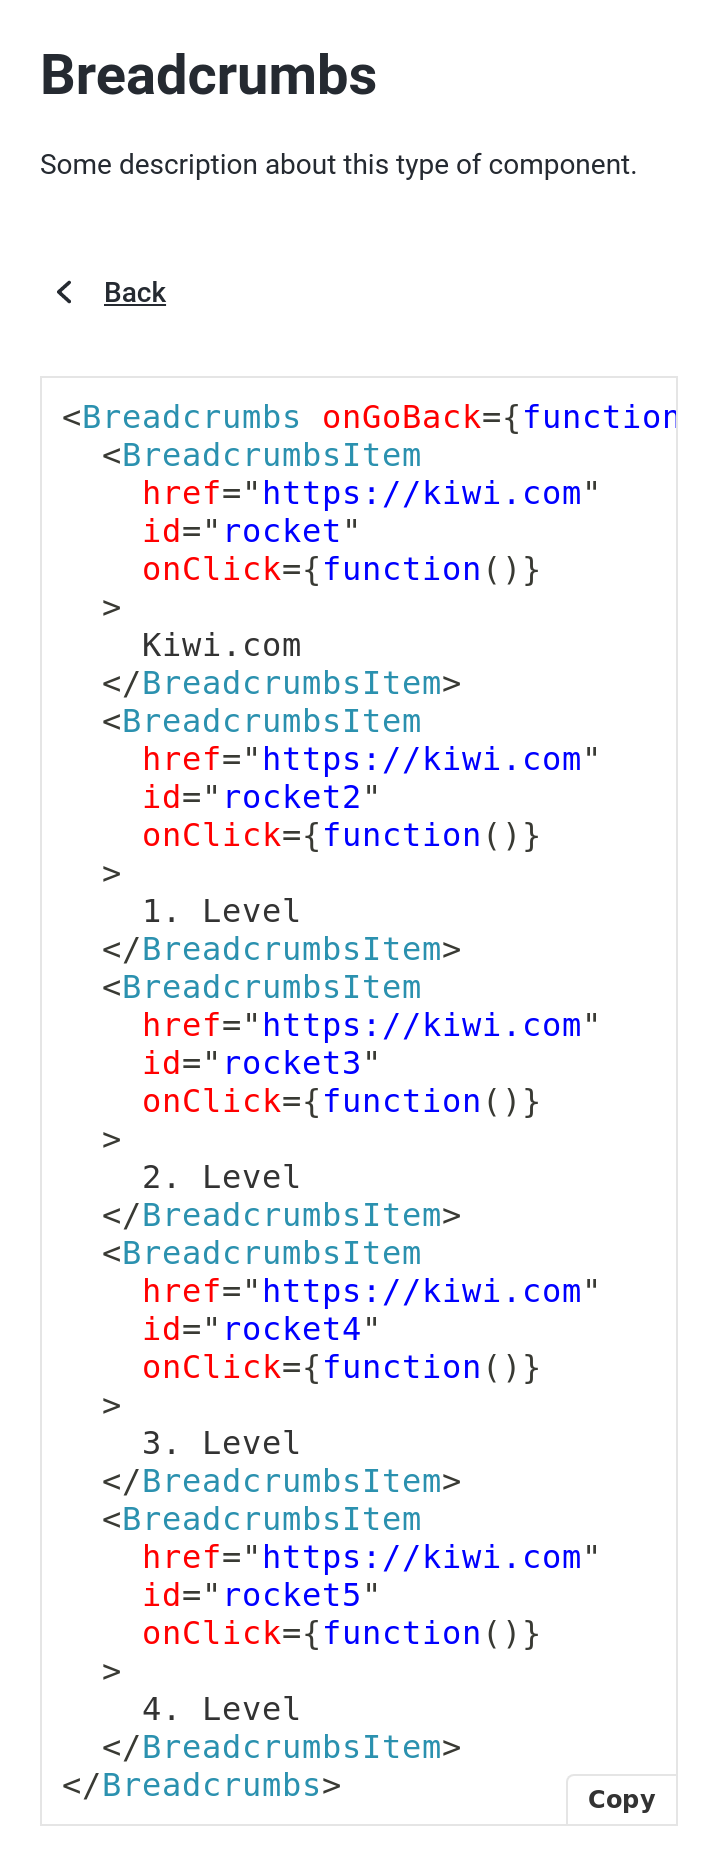 Breadcrumbs
Some description about this type of component.
Back
<Breadcrumbs onGoBack={function
<BreadcrumbsItem
href="https://kiwi.com"
id="rocket"
onClick={function()}
>
Kiwi.com
</BreadcrumbsItem>
<BreadcrumbsItem
href="https://kiwi.com"
id="rocket2"
onClick={function()}
>
1. Level
</BreadcrumbsItem>
<BreadcrumbsItem
href="https://kiwi.com"
id="rocket3"
onClick={function()}
>
2. Level
</BreadcrumbsItem>
<BreadcrumbsItem
href="https://kiwi.com"
id="rocket4"
onClick={function()}
>
3. Level
</BreadcrumbsItem>
<BreadcrumbsItem
href="https://kiwi.com"
id="rocket5"
onClick={function()}
>
4. Level
</BreadcrumbsItem>
</Breadcrumbs>
Copy